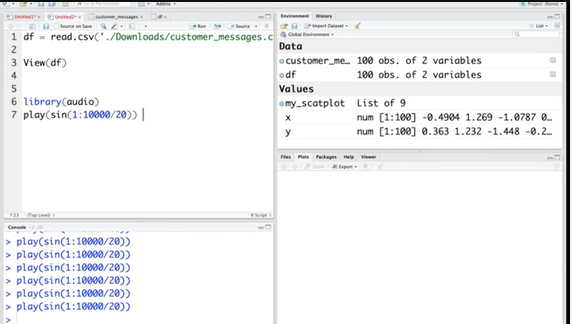 Addins
Project: (None)
Untitled1* Untitled2* customer_messages df
Source on Save Run Source
1 df = read.csv('./Downloads/customer_messages.c
2
3 View(df)
4
5
6 library(audio)
7 play(sin(1:10000/20))
7:23 (Top Level) R Script
Console
> play(sin(1:10000/20))
> play(sin(1:10000/20))
> play(sin(1:10000/20))
> play(sin(1:10000/20))
> play(sin(1:10000/20))
> play(sin(1:10000/20))
>
Environment History
Import Dataset List
Global Environment
Data
customer_me... 100 obs. of 2 variables
df 100 obs. of 2 variables
Values
my_scatplot List of 9
x num [1:100] -0.4904 1.269 -1.0787 0...
y num [1:100] 0.363 1.232 -1.448 -0.2...
Files Plots Packages Help Viewer
Zoom Export